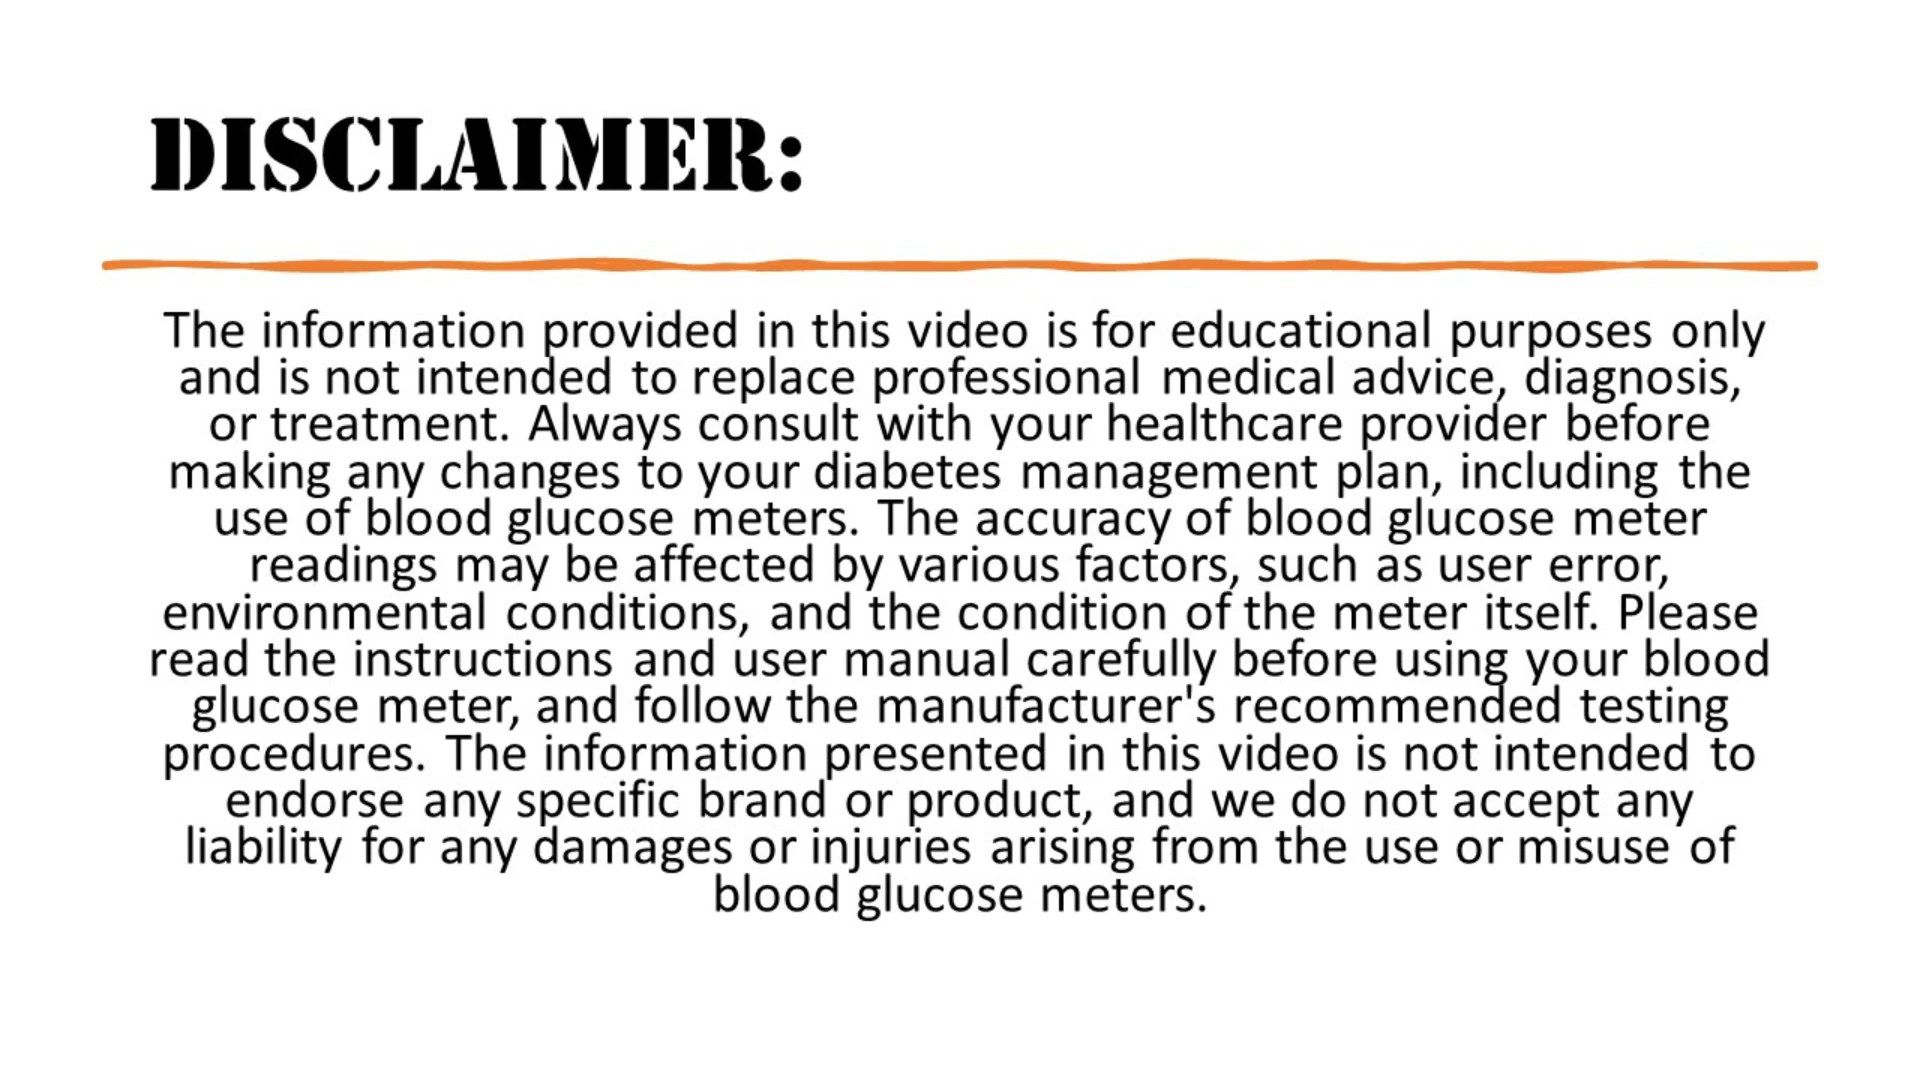 DISCLAIMER:
The information provided in this video is for educational purposes only
and is not intended to replace professional medical advice, diagnosis,
or treatment. Always consult with your healthcare provider before
making any changes to your diabetes management plan, including the
use of blood glucose meters. The accuracy of blood glucose meter
readings may be affected by various factors, such as user error,
environmental conditions, and the condition of the meter itself. Please
read the instructions and user manual carefully before using your blood
glucose meter, and follow the manufacturer's recommended testing
procedures. The information presented in this video is not intended to
endorse any specific brand or product, and we do not accept any
liability for any damages or injuries arising from the use or misuse of
blood glucose meters.